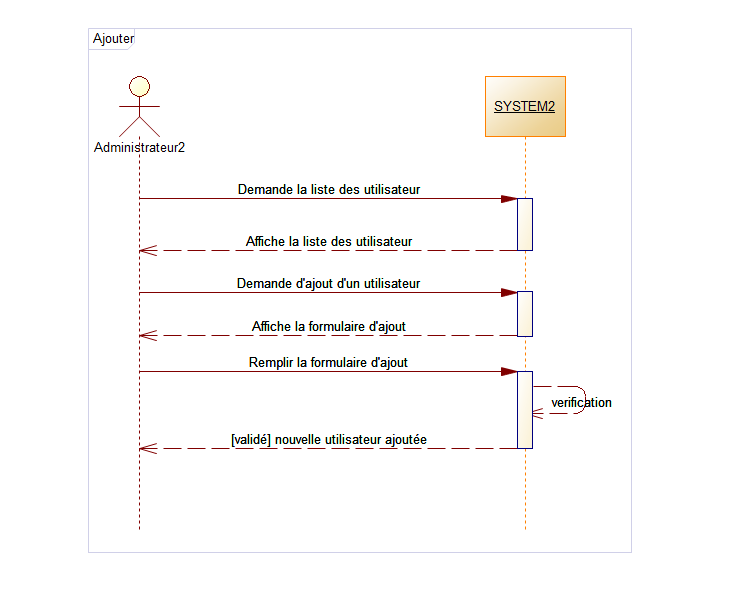 Ajouter
SYSTEM2
Administrateur2
Demande la liste des utilisateur
Affiche la liste des utilisateur
Demande d'ajout d'un utilisateur
Affiche la formulaire d'ajout
Remplir la formulaire d'ajout
verification
[validé] nouvelle utilisateur ajoutée